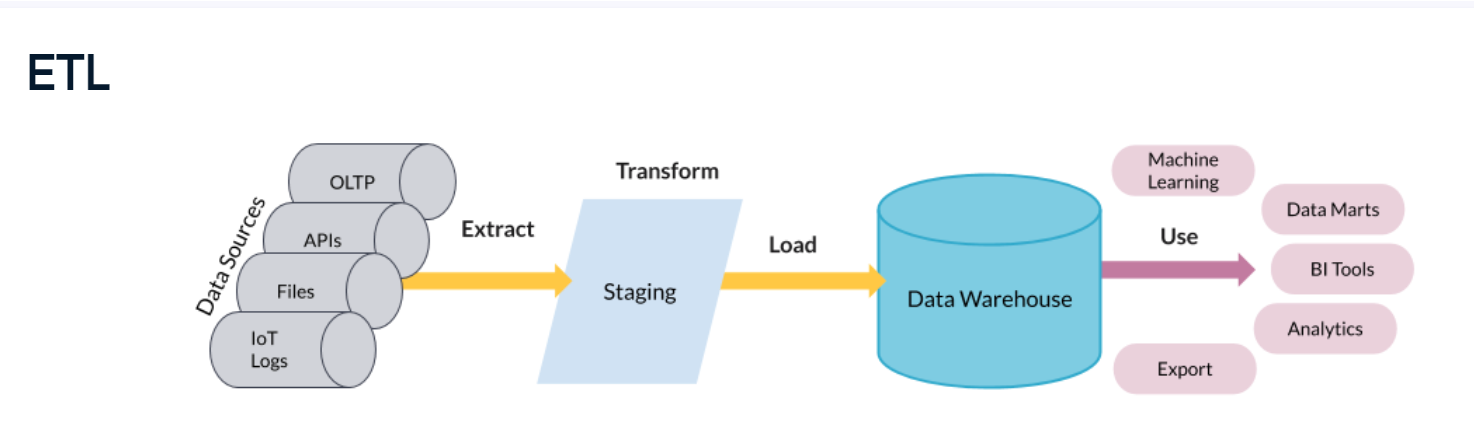 ETL
Data Sources
OLTP
APIs
Files
IoT
Logs
Extract
Transform
Staging
Load
Data Warehouse
Use
Machine
Learning
Data Marts
BI Tools
Analytics
Export